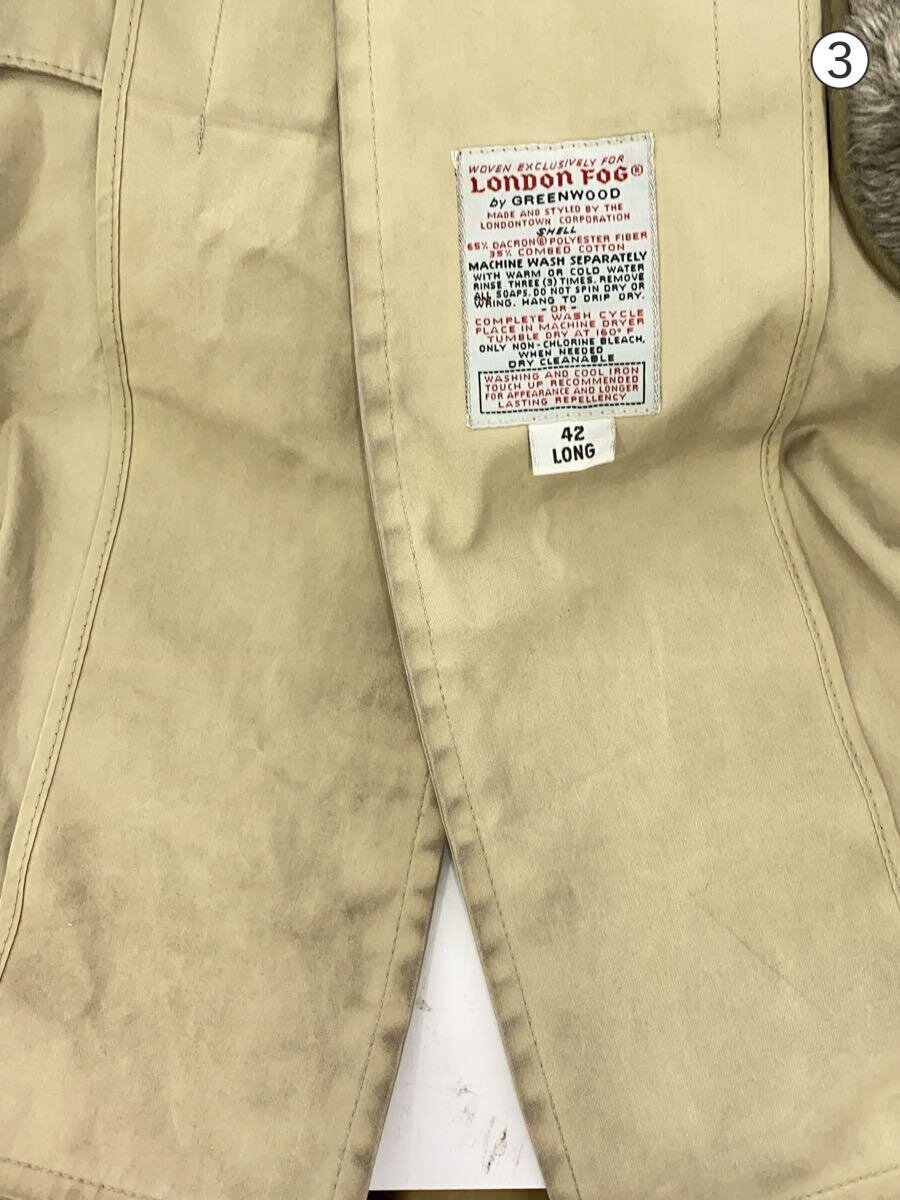 3
WOVEN EXCLUSIVELY FOR
LONDON FOG®
by GREENWOOD
MADE AND STYLED BY THE
LONDONTOWN CORPORATION
SHELL
65% DACRON® POLYESTER FIBER
35% COMBED COTTON
MACHINE WASH SEPARATELY
WITH WARM OR COLD WATER
RINSE THREE (3) TIMES. REMOVE
ALL SOAPS. DO NOT SPIN DRY OR
WRING. HANG TO DRIP DRY.
-OR-
COMPLETE WASH CYCLE
PLACE IN MACHINE DRYER
TUMBLE DRY AT 160° F
ONLY NON-CHLORINE BLEACH,
WHEN NEEDED
DRY CLEANABLE
WASHING AND COOL IRON
TOUCH UP RECOMMENDED
FOR APPEARANCE AND LONGER
LASTING REPELLENCY
42
LONG